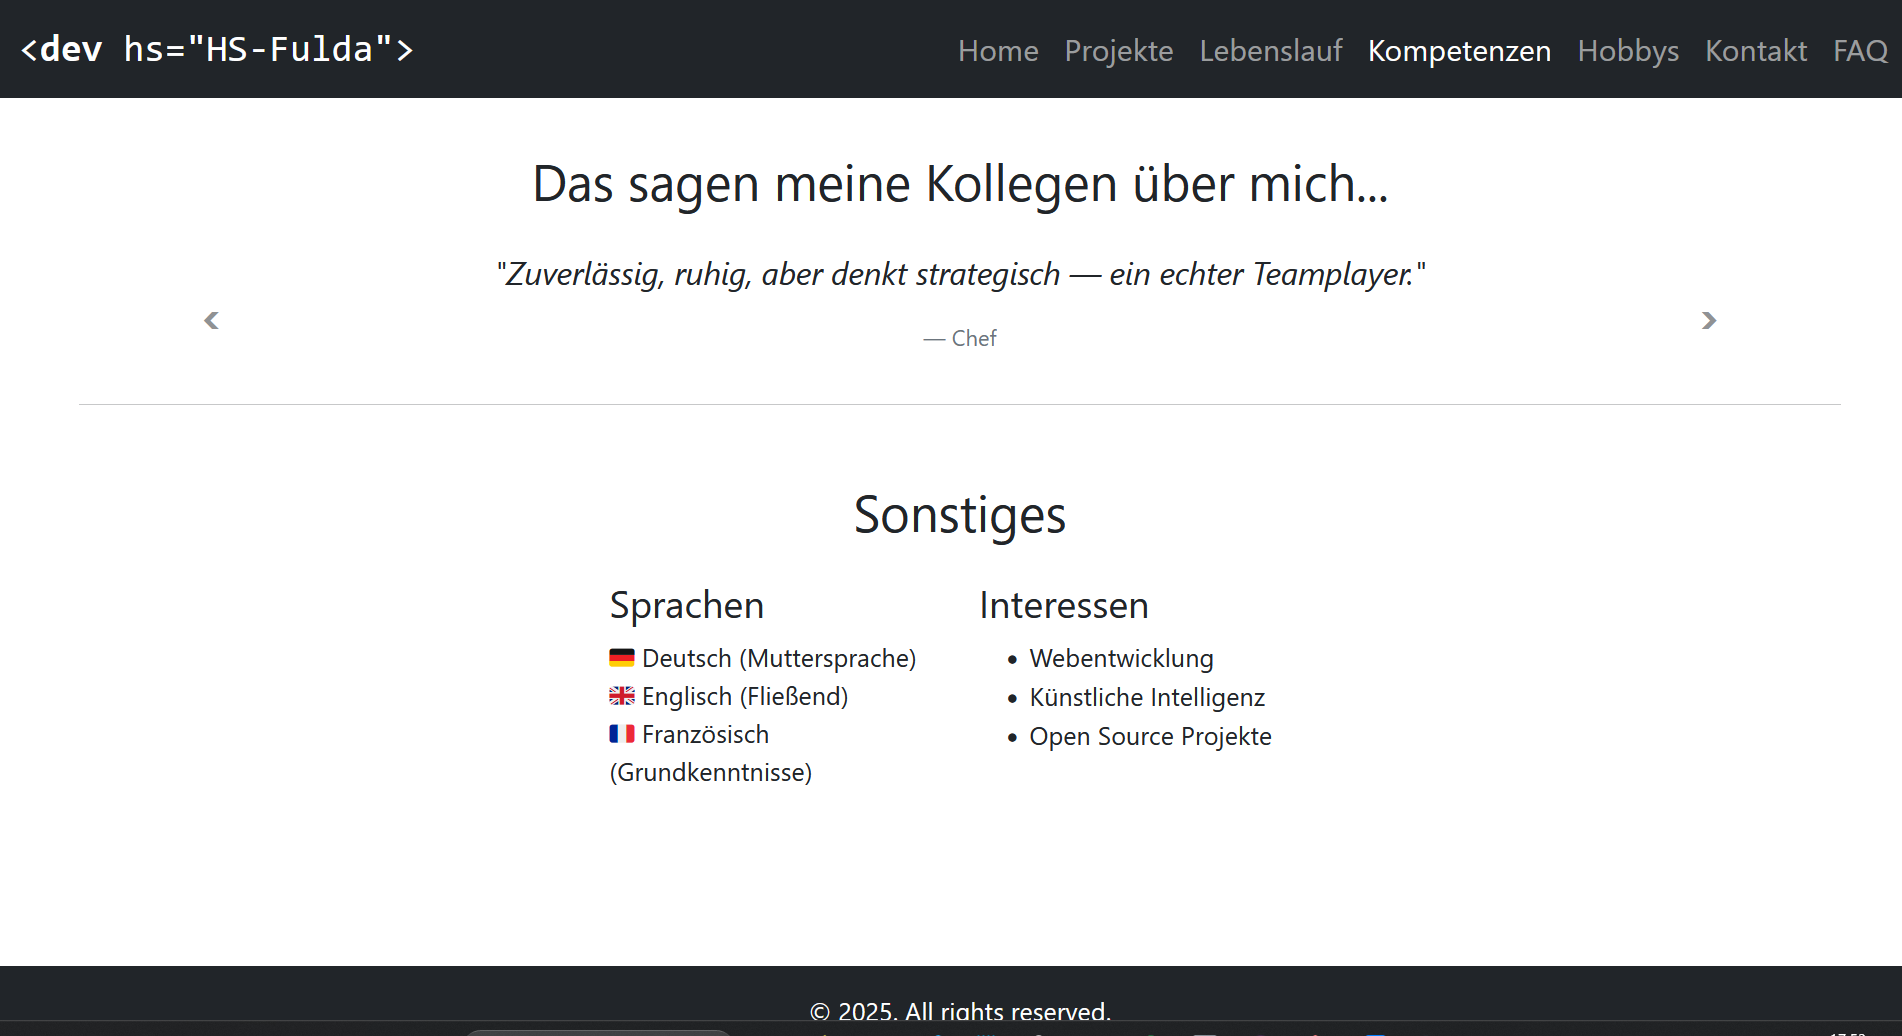 <dev hs="HS-Fulda">
Home Projekte Lebenslauf Kompetenzen Hobbys Kontakt FAQ
Das sagen meine Kollegen über mich...
"Zuverlässig, ruhig, aber denkt strategisch — ein echter Teamplayer."
— Chef
Sonstiges
Sprachen
Deutsch (Muttersprache)
Englisch (Fließend)
Französisch
(Grundkenntnisse)
Interessen
• Webentwicklung
• Künstliche Intelligenz
• Open Source Projekte
© 2025. All rights reserved.